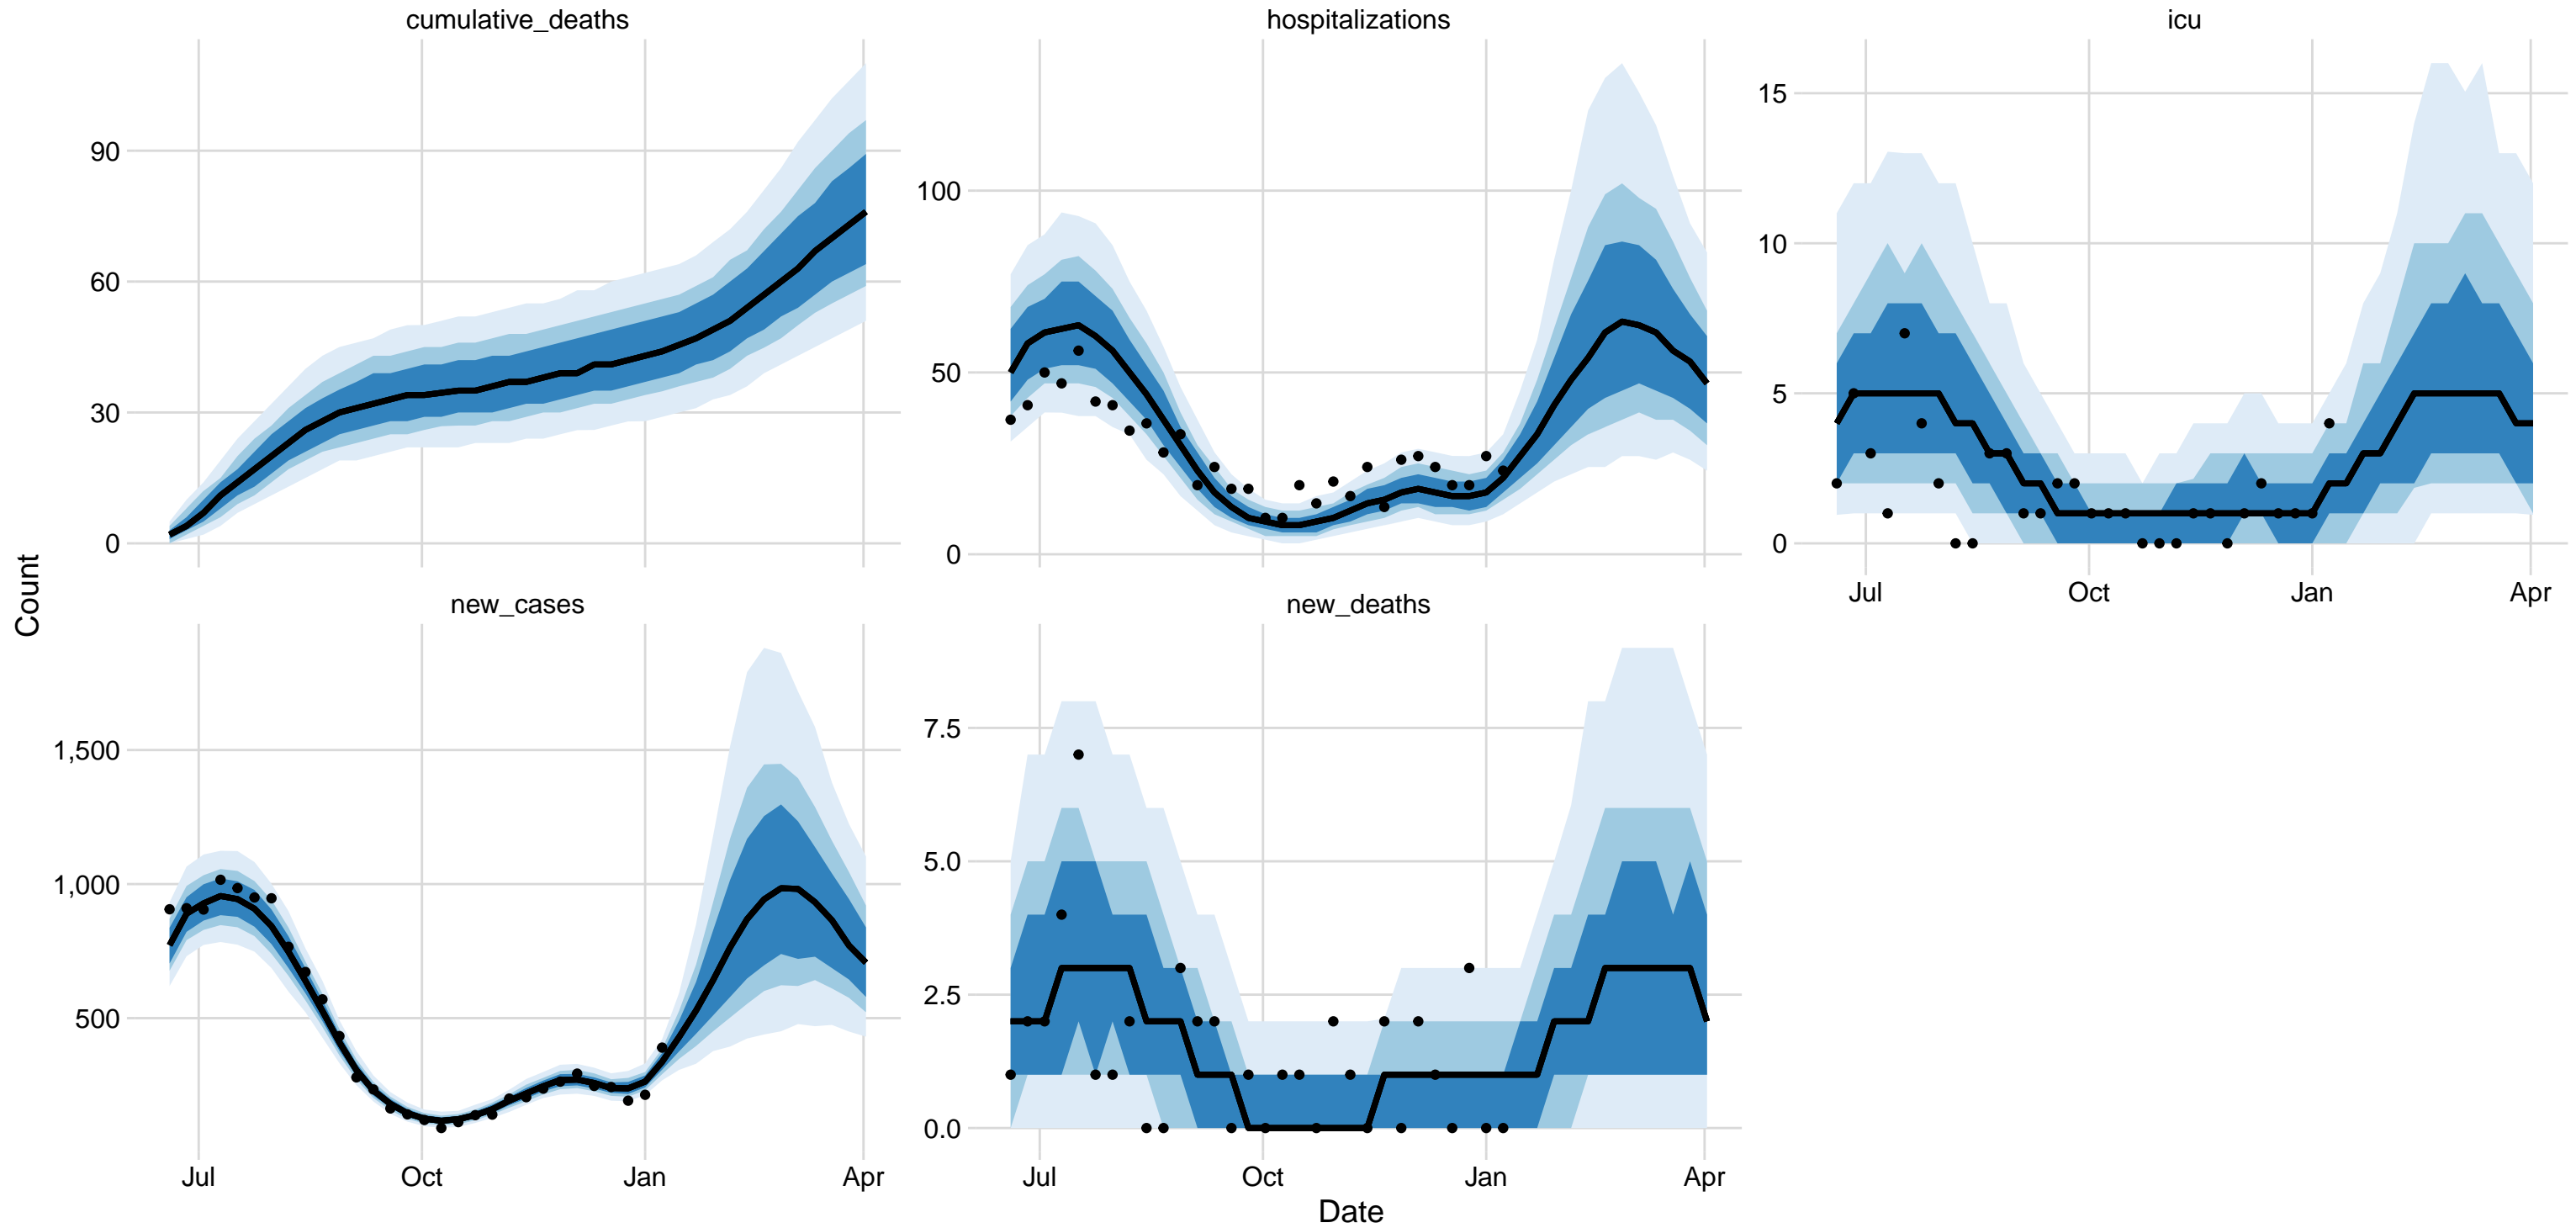 cumulative_deaths
hospitalizations
icu
90
60
30
0
100
50
0
15
10
5
0
Jul Oct Jan Apr
Count
new_cases
new_deaths
1,500
1,000
500
7.5
5.0
2.5
0.0
Jul Oct Jan Apr
Jul Oct Jan Apr
Date